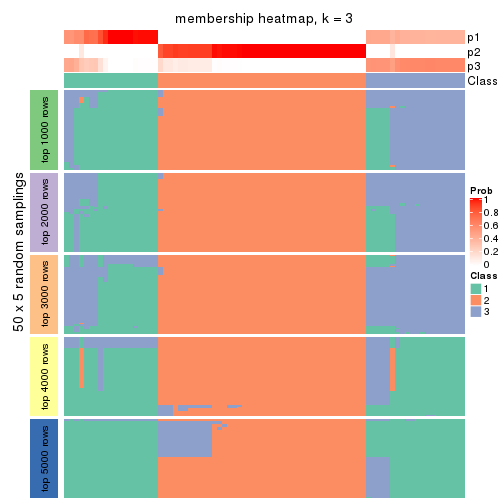 membership heatmap, k = 3
p1
p2
p3
Class
50 x 5 random samplings
top 1000 rows
top 2000 rows
top 3000 rows
top 4000 rows
top 5000 rows
Prob
1
0.8
0.6
0.4
0.2
0
Class
1
2
3